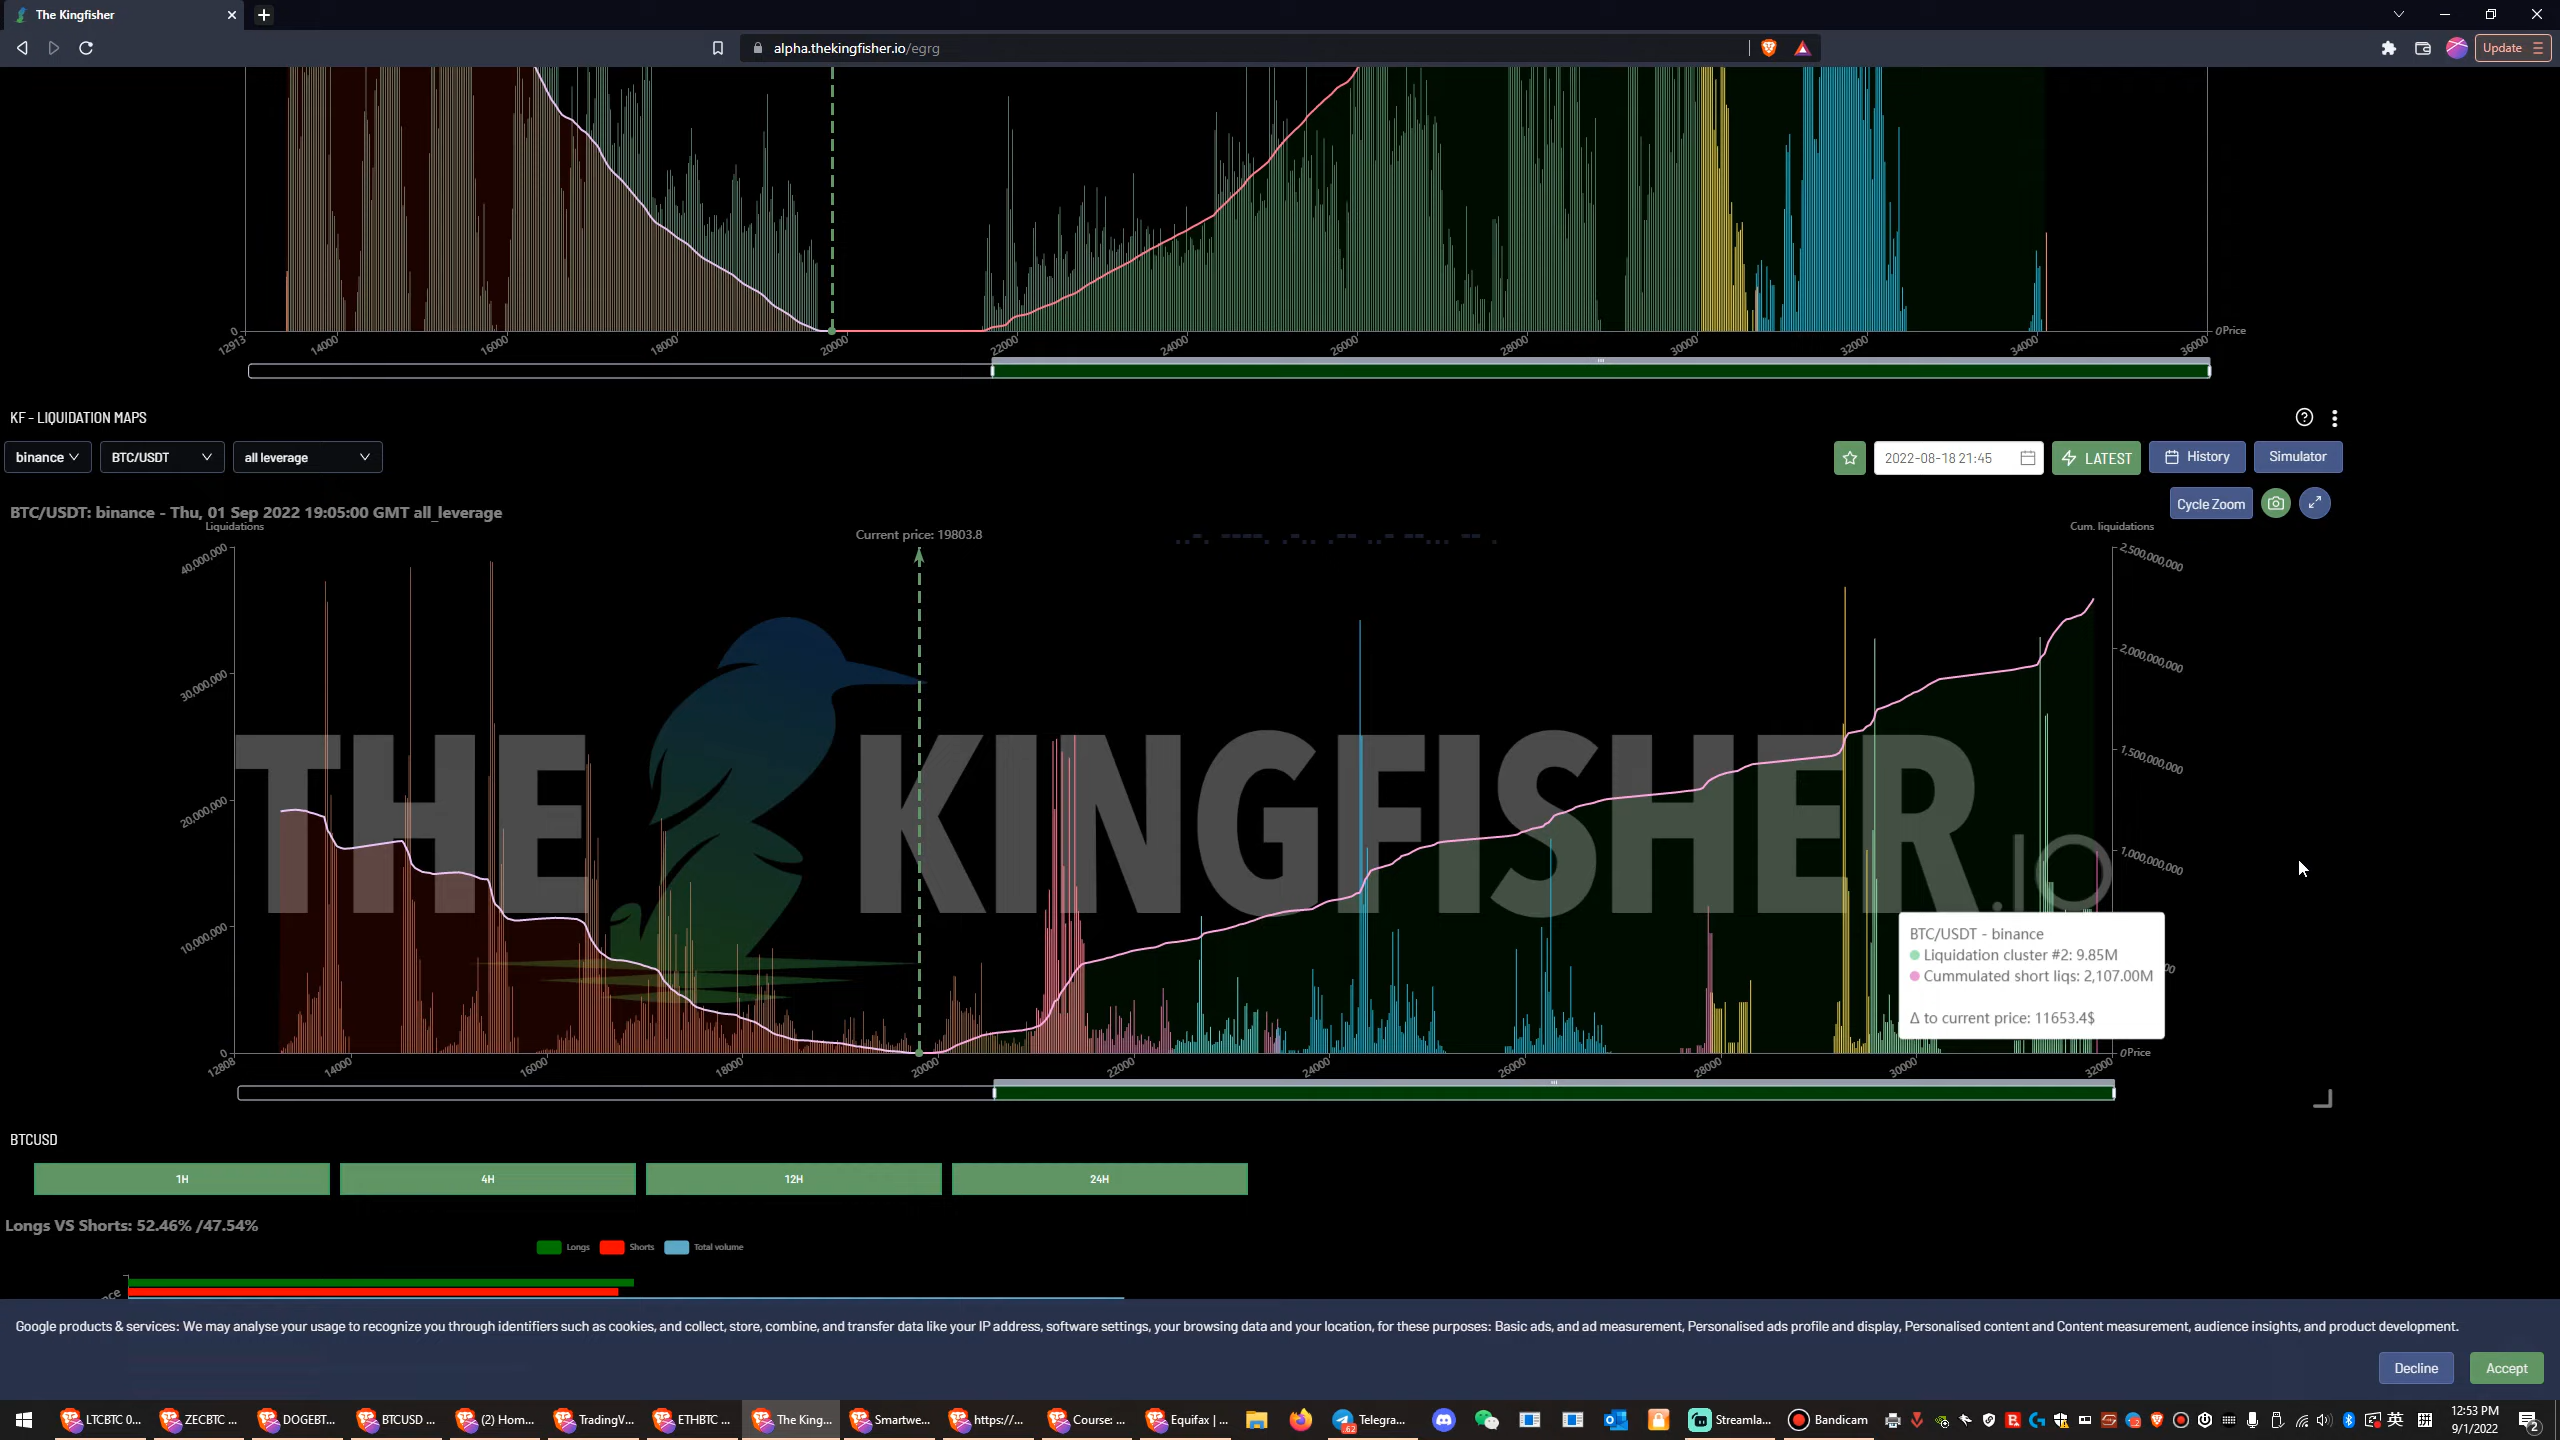 The Kingfisher
alpha.thekingfisher.io/egrg
Update
0
0Price
12913 14000 16000 18000 20000 22000 24000 26000 28000 30000 32000 34000 36000
KF - LIQUIDATION MAPS
binance BTC/USDT all leverage
2022-08-18 21:45 LATEST History Simulator
Cycle Zoom
BTC/USDT: binance - Thu, 01 Sep 2022 19:05:00 GMT all_leverage
Liquidations
Current price: 19803.8
Cum. liquidations
40,000,000
30,000,000
20,000,000
10,000,000
0
2,500,000,000
2,000,000,000
1,500,000,000
1,000,000,000
THE KINGFISHER.IO
BTC/USDT - binance
Liquidation cluster #2: 9.85M
Cummulated short liqs: 2,107.00M
Δ to current price: 11653.4$
0Price
12808 14000 16000 18000 20000 22000 24000 26000 28000 30000 32000
BTCUSD
1H 4H 12H 24H
Longs VS Shorts: 52.46% /47.54%
Longs Shorts Total volume
Google products & services: We may analyse your usage to recognize you through identifiers such as cookies, and collect, store, combine, and transfer data like your IP address, software settings, your browsing data and your location, for these purposes: Basic ads, and ad measurement, Personalised ads profile and display, Personalised content and Content measurement, audience insights, and product development.
Decline Accept
LTCBTC 0... ZECBTC ... DOGEBT... BTCUSD ... (2) Hom... TradingV... ETHBTC ... The King... Smartwe... https://... Course: ... Equifax | ... Telegra... Streamla... Bandicam 英
12:53 PM
9/1/2022
2